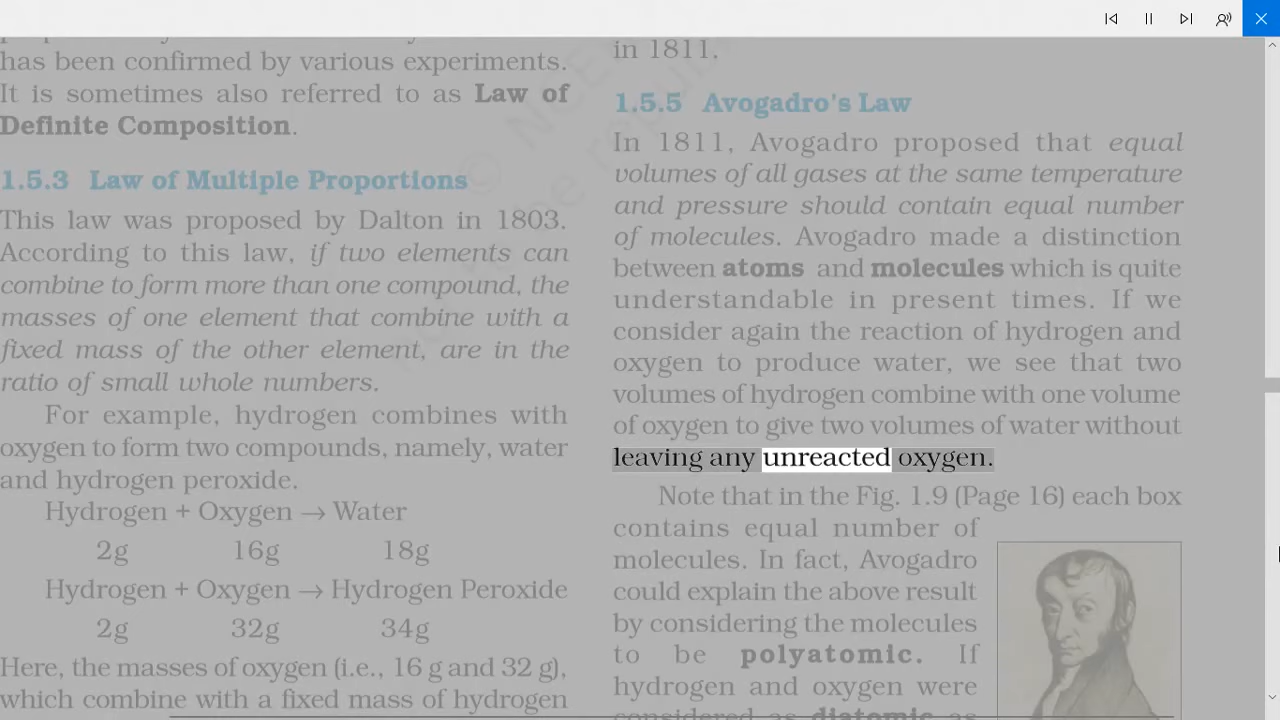 has been confirmed by various experiments.
It is sometimes also referred to as Law of
Definite Composition.
1.5.3 Law of Multiple Proportions
This law was proposed by Dalton in 1803.
According to this law, if two elements can
combine to form more than one compound, the
masses of one element that combine with a
fixed mass of the other element, are in the
ratio of small whole numbers.
For example, hydrogen combines with
oxygen to form two compounds, namely, water
and hydrogen peroxide.
Hydrogen + Oxygen → Water
2g 16g 18g
Hydrogen + Oxygen → Hydrogen Peroxide
2g 32g 34g
Here, the masses of oxygen (i.e., 16 g and 32 g),
which combine with a fixed mass of hydrogen
in 1811.
1.5.5 Avogadro's Law
In 1811, Avogadro proposed that equal
volumes of all gases at the same temperature
and pressure should contain equal number
of molecules. Avogadro made a distinction
between atoms and molecules which is quite
understandable in present times. If we
consider again the reaction of hydrogen and
oxygen to produce water, we see that two
volumes of hydrogen combine with one volume
of oxygen to give two volumes of water without
leaving any unreacted oxygen.
Note that in the Fig. 1.9 (Page 16) each box
contains equal number of
molecules. In fact, Avogadro
could explain the above result
by considering the molecules
to be polyatomic. If
hydrogen and oxygen were
considered as diatomic as